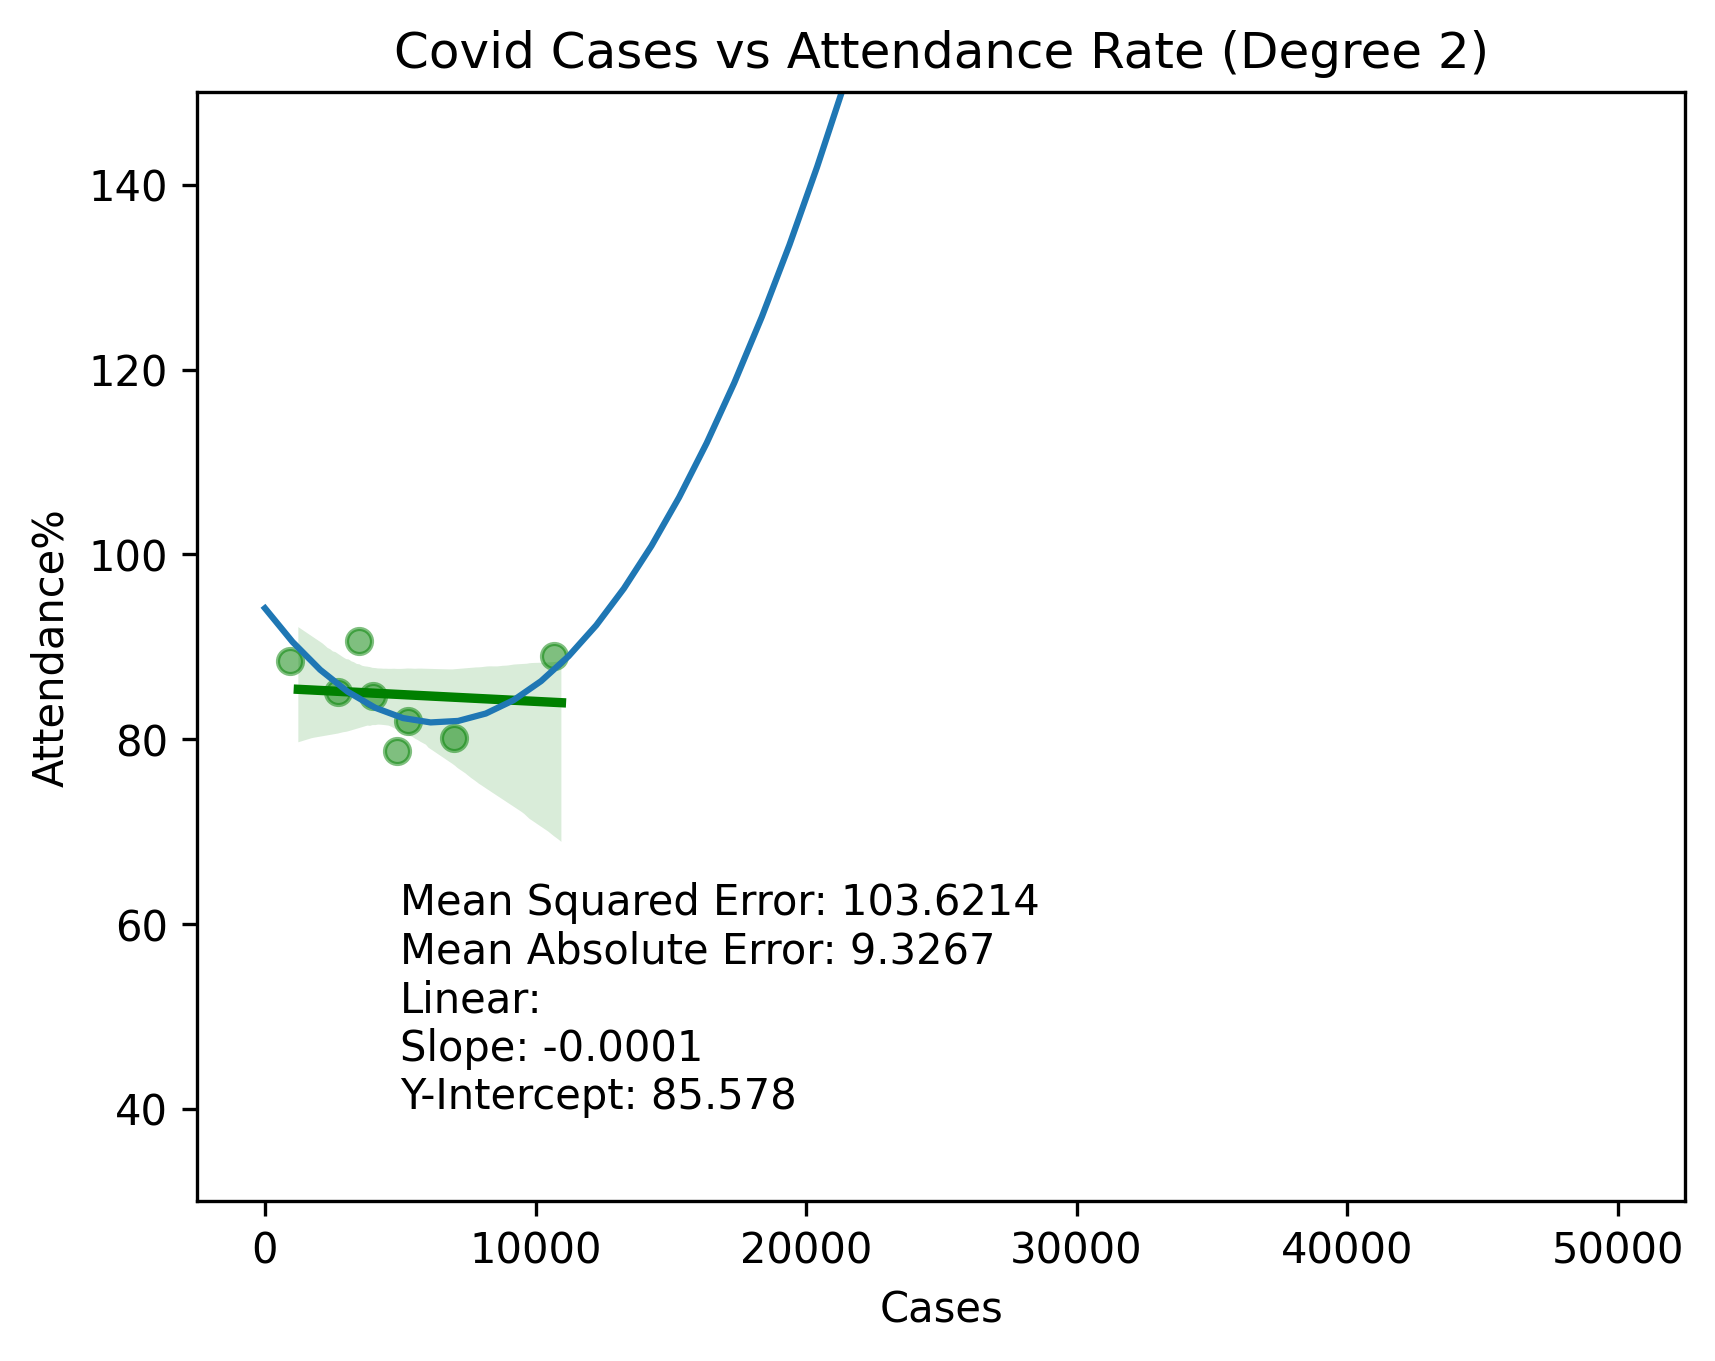 Covid Cases vs Attendance Rate (Degree 2)
140
120
100
80
60
40
Attendance%
Mean Squared Error: 103.6214
Mean Absolute Error: 9.3267
Linear:
Slope: -0.0001
Y-Intercept: 85.578
0 10000 20000 30000 40000 50000
Cases